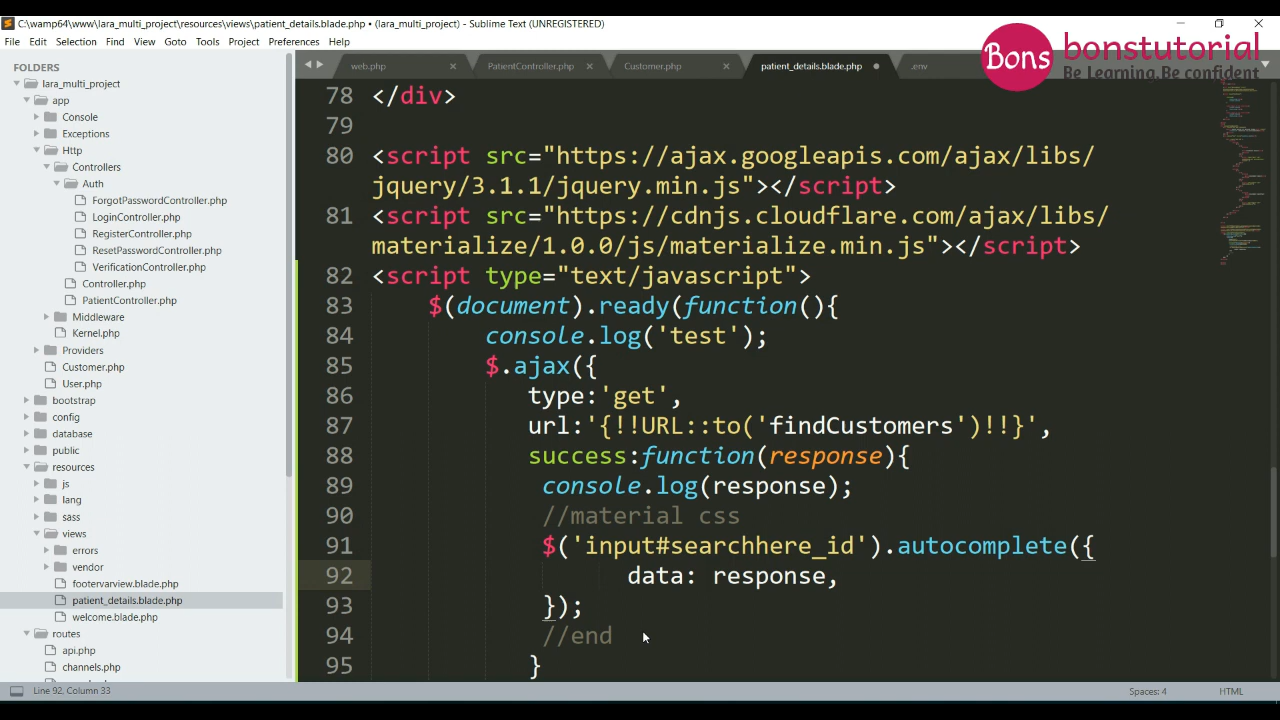 C:\wamp64\www\lara_multi_project\resources\views\patient_details.blade.php • (lara_multi_project) - Sublime Text (UNREGISTERED)
File Edit Selection Find View Goto Tools Project Preferences Help
Bons bonstutorial
Be Learning,Be confident
FOLDERS
lara_multi_project
app
Console
Exceptions
Http
Controllers
Auth
ForgotPasswordController.php
LoginController.php
RegisterController.php
ResetPasswordController.php
VerificationController.php
Controller.php
PatientController.php
Middleware
Kernel.php
Providers
Customer.php
User.php
bootstrap
config
database
public
resources
js
lang
sass
views
errors
vendor
footervarview.blade.php
patient_details.blade.php
welcome.blade.php
routes
api.php
channels.php
web.php PatientController.php Customer.php patient_details.blade.php .env
78 </div>
79
80 <script src="https://ajax.googleapis.com/ajax/libs/
jquery/3.1.1/jquery.min.js"></script>
81 <script src="https://cdnjs.cloudflare.com/ajax/libs/
materialize/1.0.0/js/materialize.min.js"></script>
82 <script type="text/javascript">
83 $(document).ready(function(){
84 console.log('test');
85 $.ajax({
86 type:'get',
87 url:'{!!URL::to('findCustomers')!!}',
88 success:function(response){
89 console.log(response);
90 //material css
91 $('input#searchhere_id').autocomplete({
92 data: response,
93 });
94 //end
95 }
Line 92, Column 33
Spaces: 4 HTML